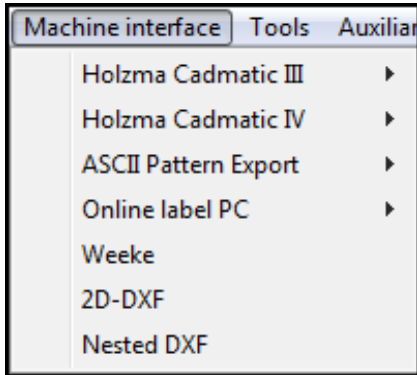 Machine interface Tools Auxiliar
Holzma Cadmatic III
Holzma Cadmatic IV
ASCII Pattern Export
Online label PC
Weeke
2D-DXF
Nested DXF